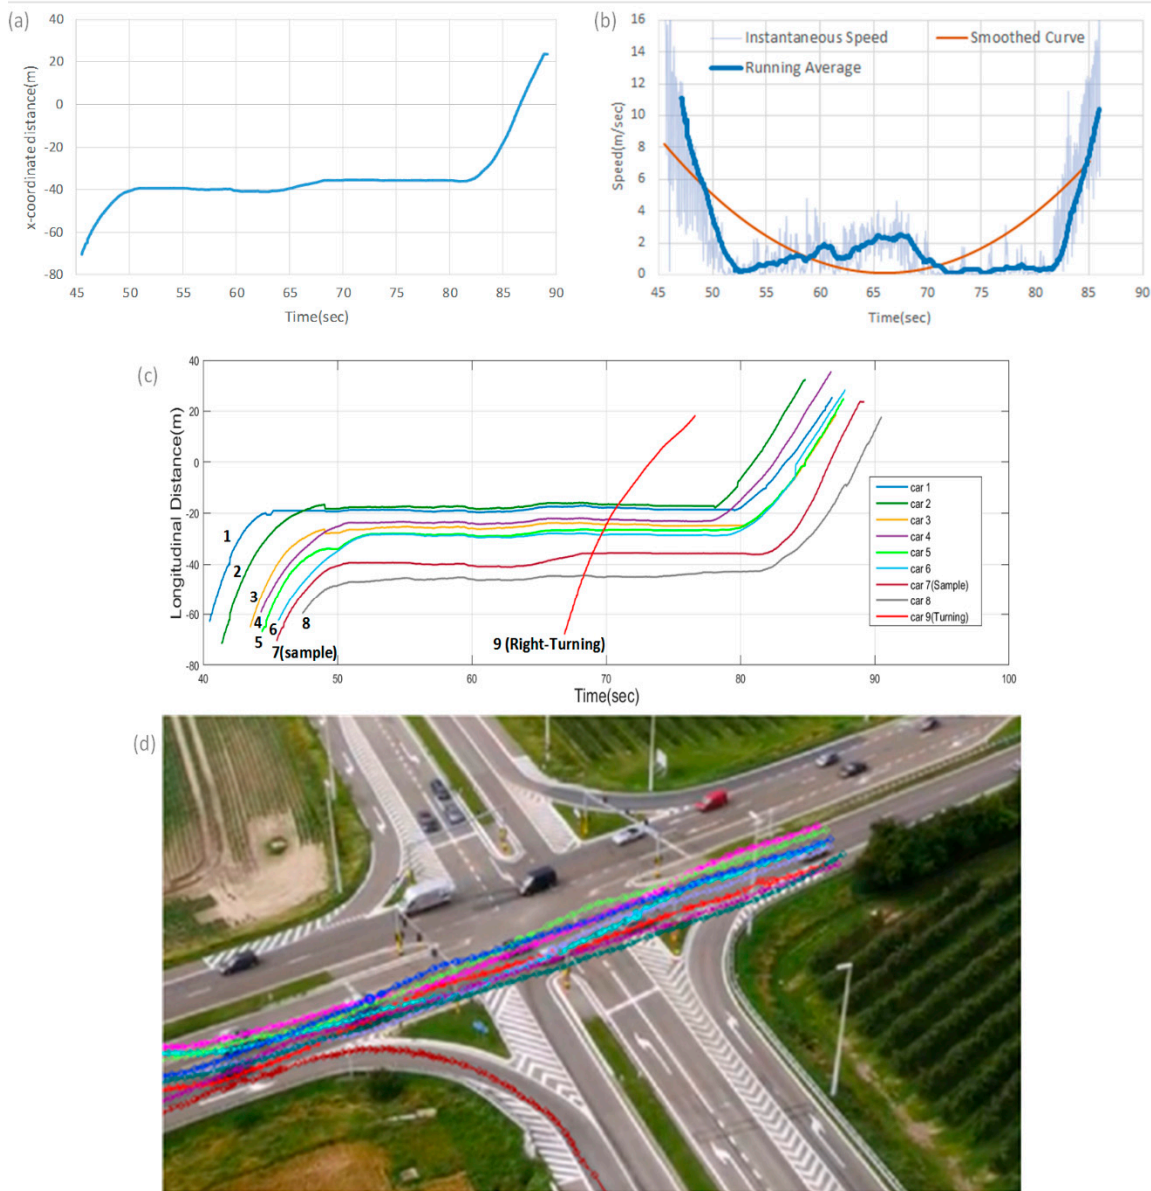 (a)
40
20
0
-20
-40
-60
-80
x-coordinate distance(m)
45 50 55 60 65 70 75 80 85 90
Time(sec)
(b)
16
14
12
10
8
6
4
2
0
Speed(m/sec)
Instantaneous Speed
Smoothed Curve
Running Average
45 50 55 60 65 70 75 80 85 90
Time(sec)
(c)
40
20
0
-20
-40
-60
-80
Longitudinal Distance(m)
1
2
3
4
5
6
7(sample)
8
9 (Right-Turning)
car 1
car 2
car 3
car 4
car 5
car 6
car 7(Sample)
car 8
car 9(Turning)
40 50 60 70 80 90 100
Time(sec)
(d)